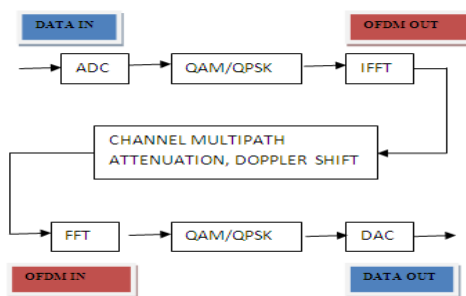 DATA IN
OFDM OUT
ADC
QAM/QPSK
IFFT
CHANNEL MULTIPATH
ATTENUATION, DOPPLER SHIFT
FFT
QAM/QPSK
DAC
OFDM IN
DATA OUT